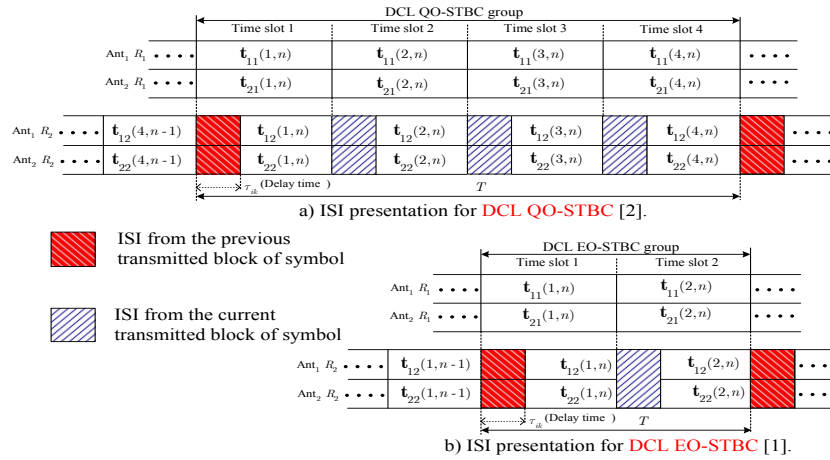 DCL QO-STBC group
Time slot 1 Time slot 2 Time slot 3 Time slot 4
Ant1 R1 t11(1,n) t11(2,n) t11(3,n) t11(4,n)
Ant2 R1 t21(1,n) t21(2,n) t21(3,n) t21(4,n)
Ant1 R2 t12(4,n-1) t12(1,n) t12(2,n) t12(3,n) t12(4,n)
Ant2 R2 t22(4,n-1) t22(1,n) t22(2,n) t22(3,n) t22(4,n)
τik(Delay time) T
a) ISI presentation for DCL QO-STBC [2].
ISI from the previous
transmitted block of symbol
ISI from the current
transmitted block of symbol
DCL EO-STBC group
Time slot 1 Time slot 2
Ant1 R1 t11(1,n) t11(2,n)
Ant2 R1 t21(1,n) t21(2,n)
Ant1 R2 t12(1,n-1) t12(1,n) t12(2,n)
Ant2 R2 t22(1,n-1) t22(1,n) t22(2,n)
τik(Delay time) T
b) ISI presentation for DCL EO-STBC [1].